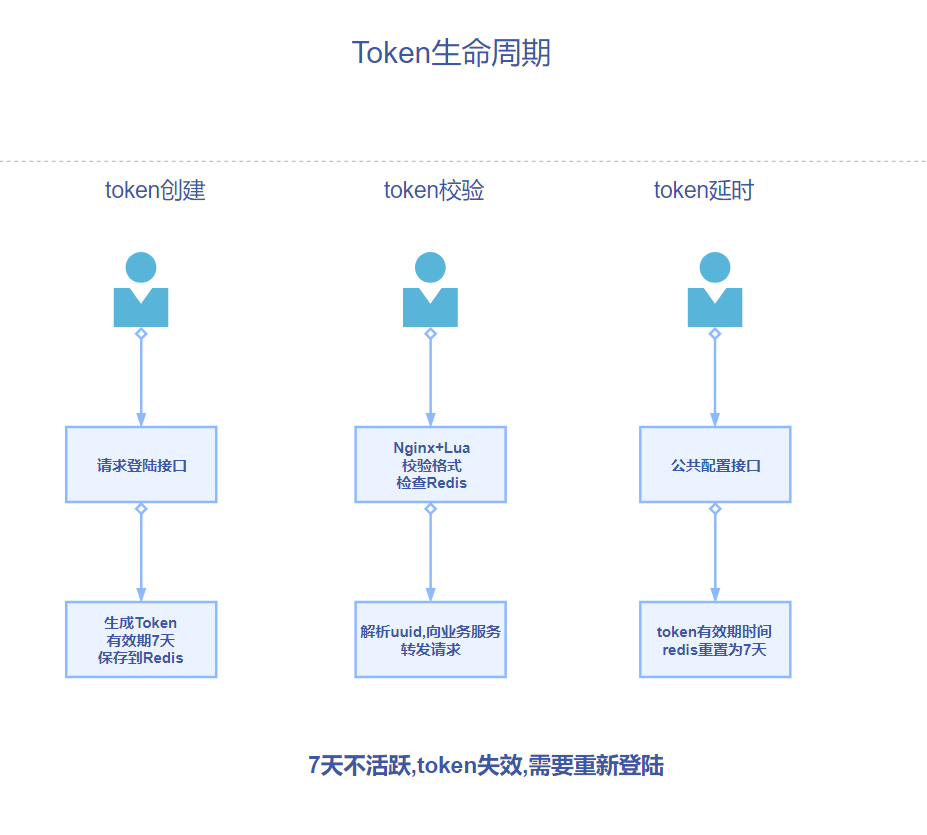 Token生命周期
token创建
token校验
token延时
请求登陆接口
Nginx+Lua
校验格式
检查Redis
公共配置接口
生成Token
有效期7天
保存到Redis
解析uuid,向业务服务
转发请求
token有效期时间
redis重置为7天
7天不活跃,token失效,需要重新登陆